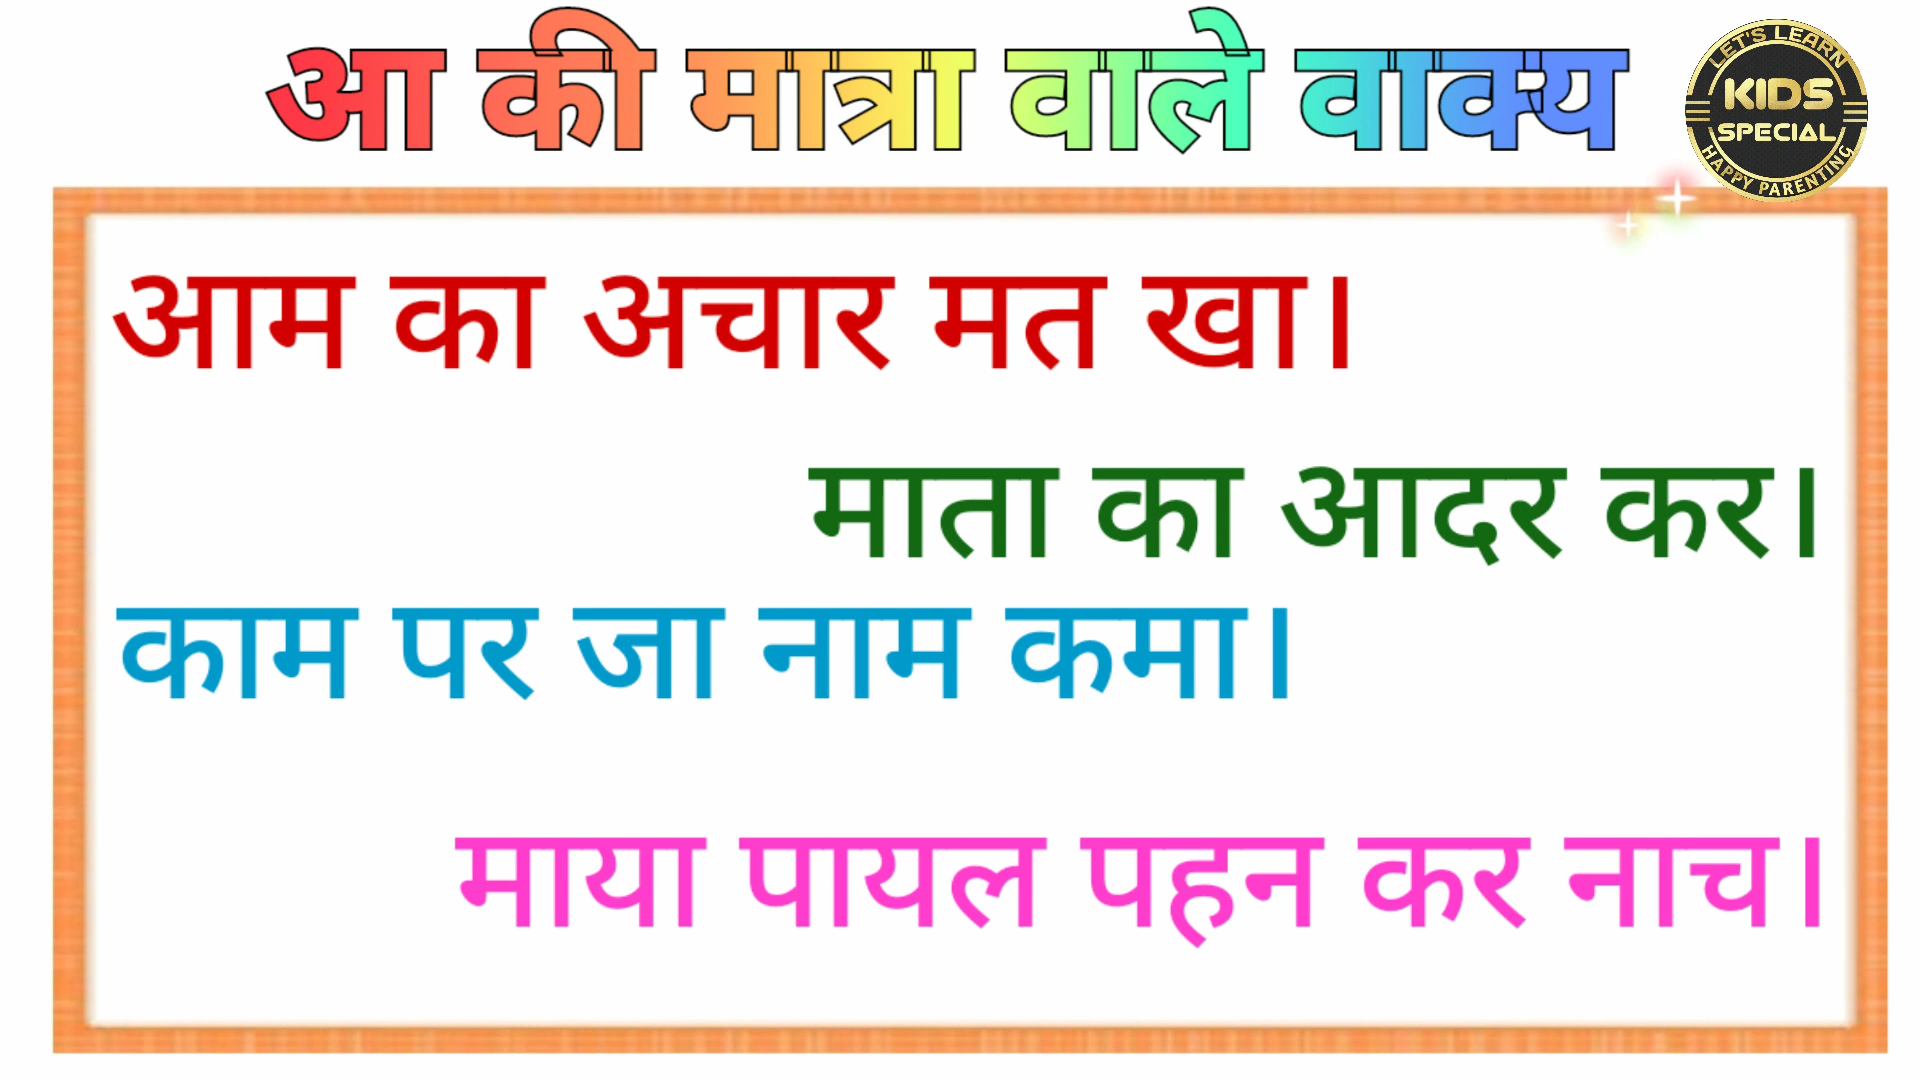 आ की मात्रा वाले वाक्य
LET'S LEARN
KIDS
SPECIAL
HAPPY PARENTING
आम का अचार मत खा।
माता का आदर कर।
काम पर जा नाम कमा।
माया पायल पहन कर नाच।